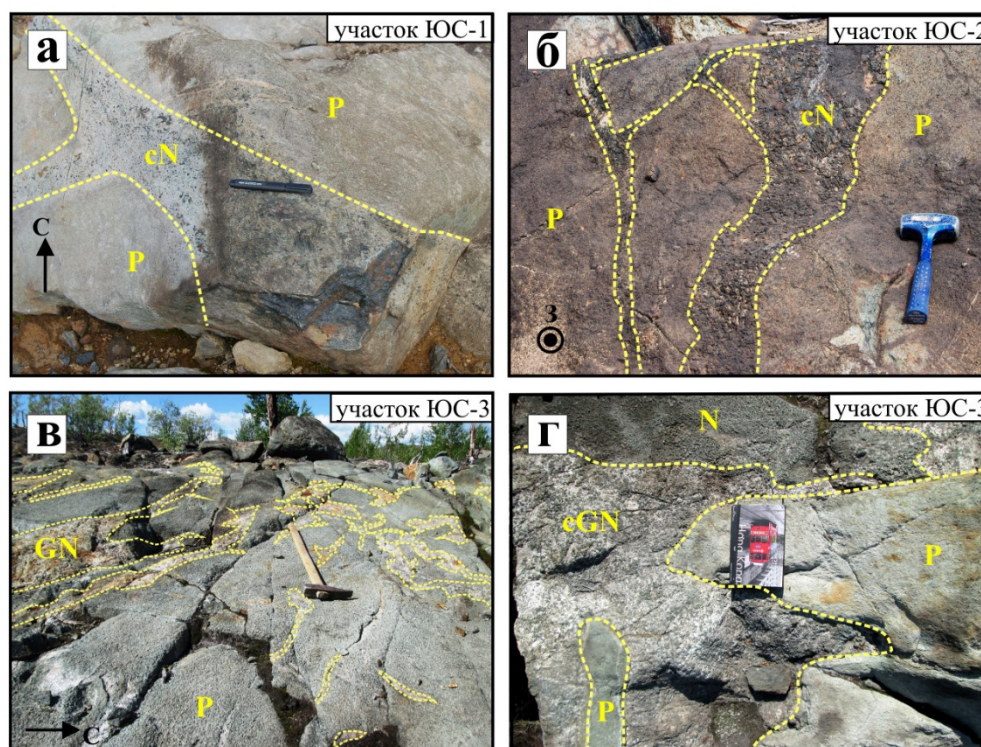 а
участок ЮС-1
P
cN
P
С
б
участок ЮС-2
cN
P
P
З
в
участок ЮС-3
GN
P
С
г
участок ЮС-3
N
cGN
P
P